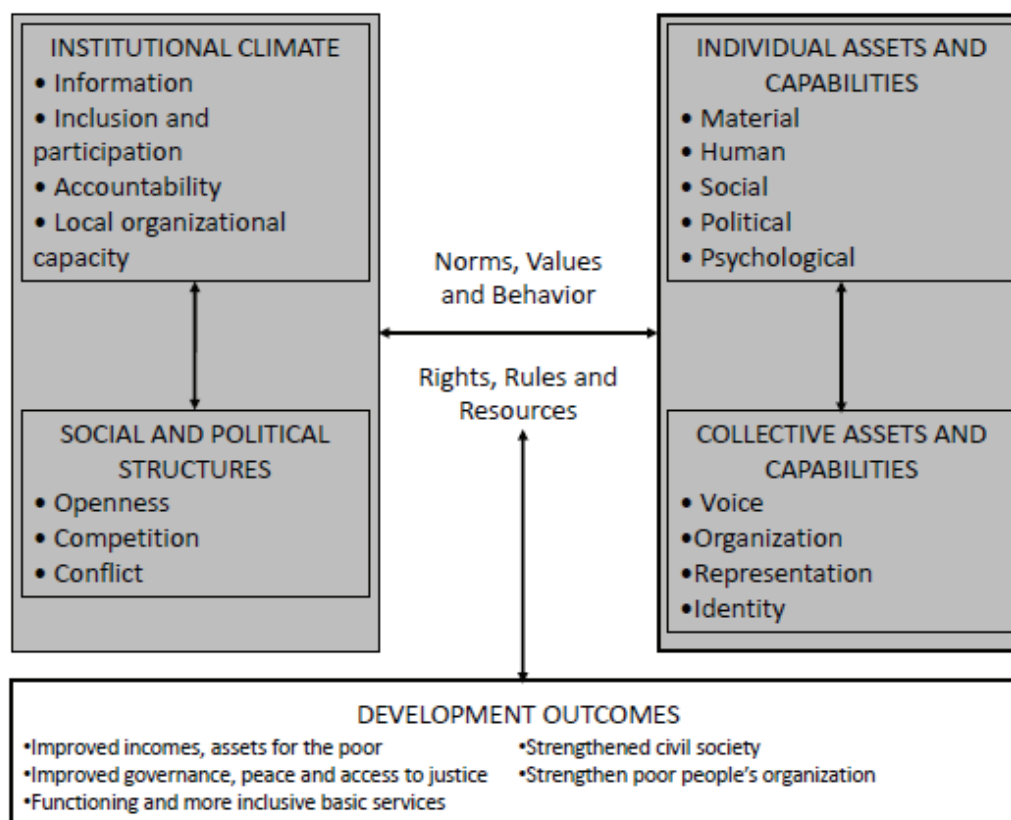 INSTITUTIONAL CLIMATE
• Information
• Inclusion and
participation
• Accountability
• Local organizational
capacity
SOCIAL AND POLITICAL
STRUCTURES
• Openness
• Competition
• Conflict
Norms, Values
and Behavior
Rights, Rules and
Resources
INDIVIDUAL ASSETS AND
CAPABILITIES
• Material
• Human
• Social
• Political
• Psychological
COLLECTIVE ASSETS AND
CAPABILITIES
• Voice
•Organization
•Representation
•Identity
DEVELOPMENT OUTCOMES
•Improved incomes, assets for the poor
•Improved governance, peace and access to justice
•Functioning and more inclusive basic services
•Strengthened civil society
•Strengthen poor people’s organization